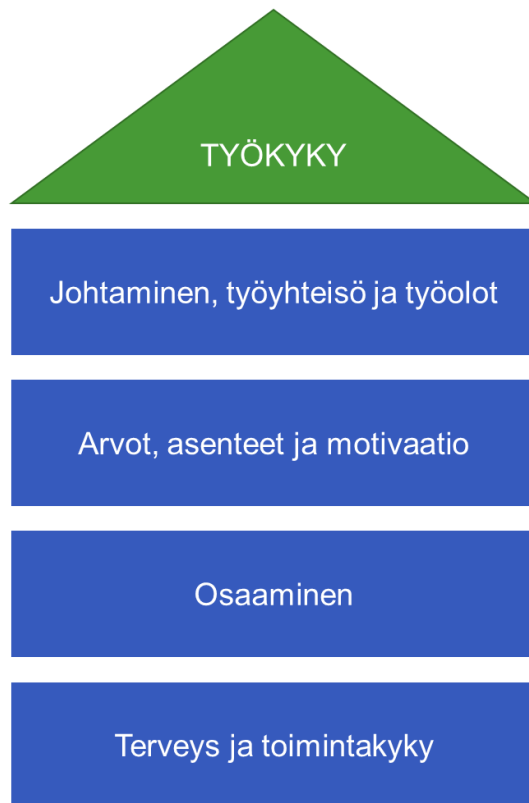 TYÖKYKY
Johtaminen, työyhteisö ja työolot
Arvot, asenteet ja motivaatio
Osaaminen
Terveys ja toimintakyky